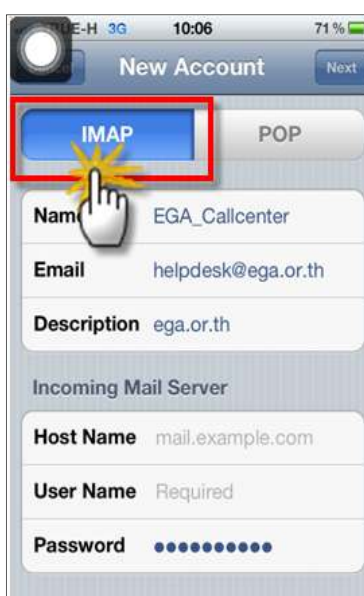 UE-H 3G 10:06 71 %
New Account Next
IMAP POP
Name EGA_Callcenter
Email helpdesk@ega.or.th
Description ega.or.th
Incoming Mail Server
Host Name mail.example.com
User Name Required
Password